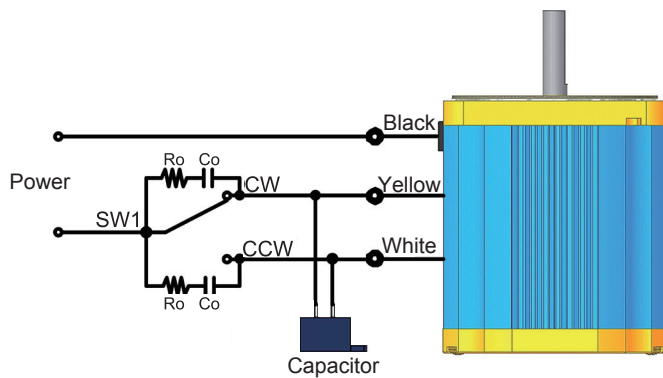 Black
Ro Co
Power
CW
Yellow
SW1
CCW
White
Ro Co
Capacitor